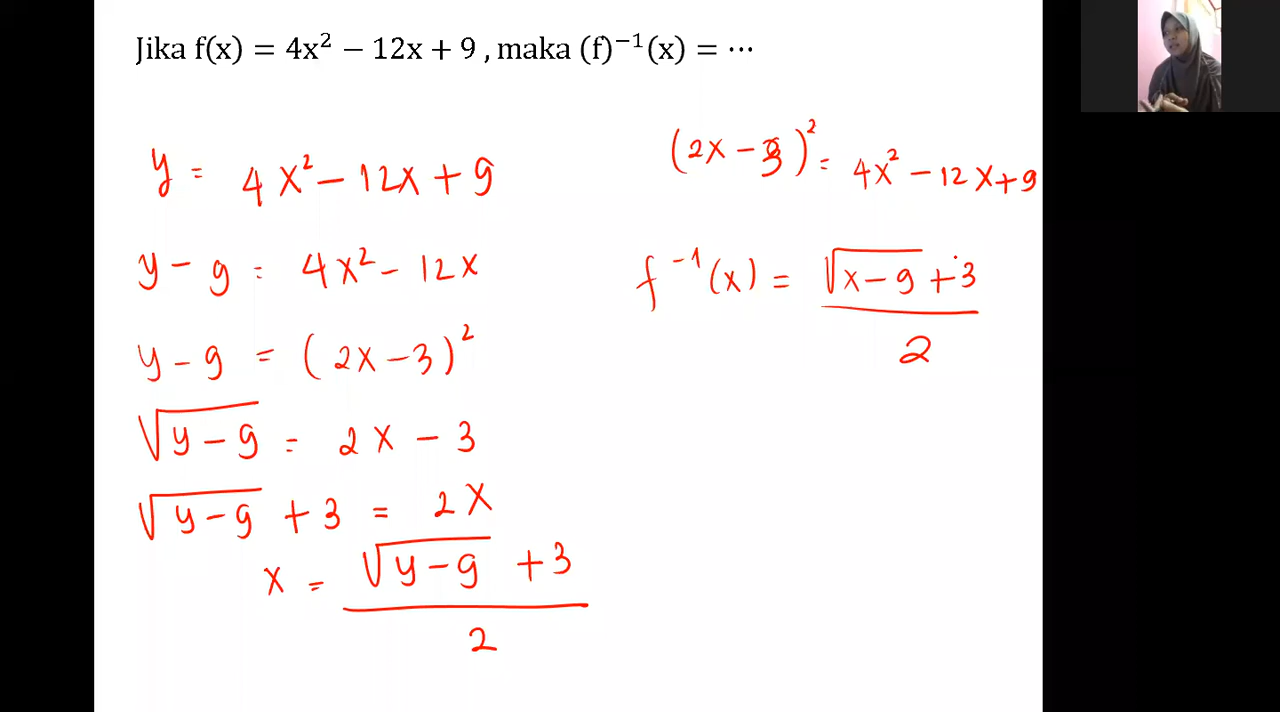 Jika f(x) = 4x² − 12x + 9 , maka (f)⁻¹(x) = ⋯
y = 4x² − 12x + 9
y − 9 = 4x² − 12x
y − 9 = (2x − 3)²
√(y − 9) = 2x − 3
√(y − 9) + 3 = 2x
x = (√(y − 9) + 3) / 2
(2x − 3)² = 4x² − 12x + 9
f⁻¹(x) = (√(x − 9) + 3) / 2